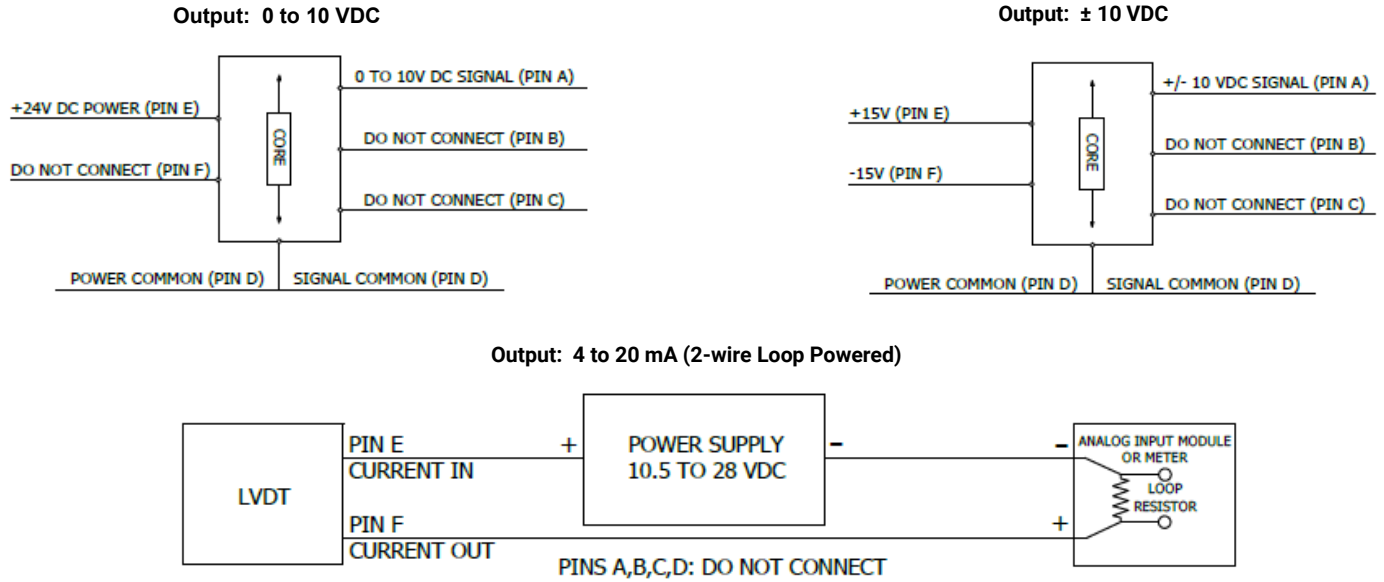 Output: 0 to 10 VDC
0 TO 10V DC SIGNAL (PIN A)
+24V DC POWER (PIN E)
CORE
DO NOT CONNECT (PIN B)
DO NOT CONNECT (PIN F)
DO NOT CONNECT (PIN C)
POWER COMMON (PIN D)
SIGNAL COMMON (PIN D)
Output: ± 10 VDC
+/- 10 VDC SIGNAL (PIN A)
+15V (PIN E)
CORE
DO NOT CONNECT (PIN B)
-15V (PIN F)
DO NOT CONNECT (PIN C)
POWER COMMON (PIN D)
SIGNAL COMMON (PIN D)
Output: 4 to 20 mA (2-wire Loop Powered)
LVDT
PIN E
CURRENT IN
+
POWER SUPPLY
10.5 TO 28 VDC
-
-
ANALOG INPUT MODULE
OR METER
LOOP
RESISTOR
PIN F
CURRENT OUT
+
PINS A,B,C,D: DO NOT CONNECT